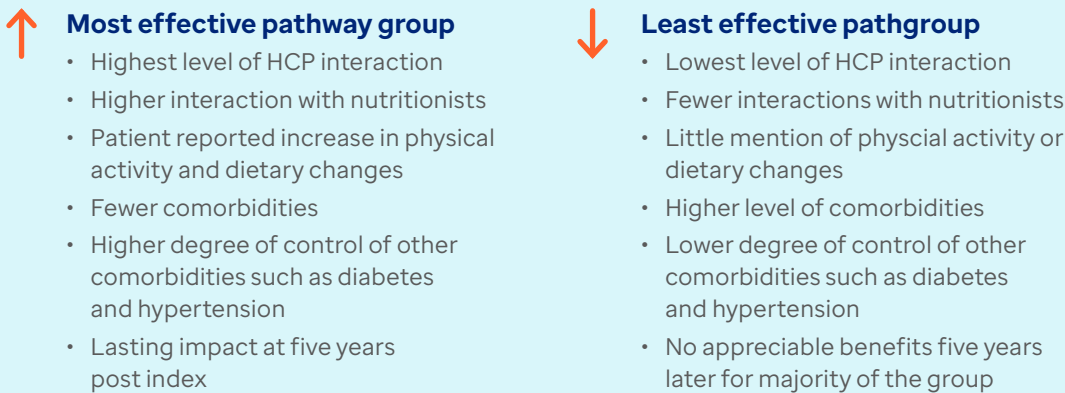 Most effective pathway group
• Highest level of HCP interaction
• Higher interaction with nutritionists
• Patient reported increase in physical
activity and dietary changes
• Fewer comorbidities
• Higher degree of control of other
comorbidities such as diabetes
and hypertension
• Lasting impact at five years
post index
Least effective pathgroup
• Lowest level of HCP interaction
• Fewer interactions with nutritionists
• Little mention of physcial activity or
dietary changes
• Higher level of comorbidities
• Lower degree of control of other
comorbidities such as diabetes
and hypertension
• No appreciable benefits five years
later for majority of the group